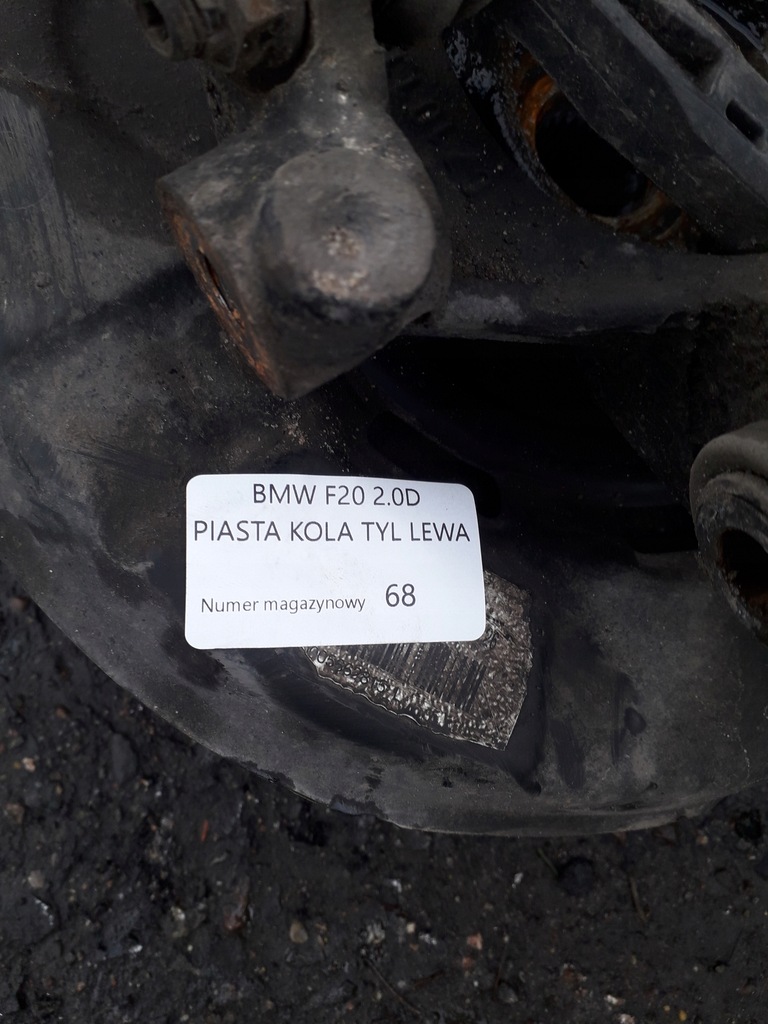 BMW F20 2.0D
PIASTA KOLA TYL LEWA
Numer magazynowy 68